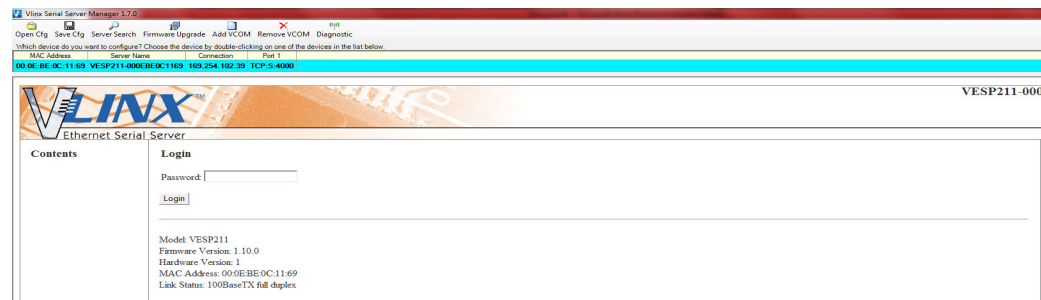 Vlinx Serial Server Manager 1.7.0
Open Cfg Save Cfg Server Search Firmware Upgrade Add VCOM Remove VCOM Diagnostic
Which device do you want to configure? Choose the device by double-clicking on one of the devices in the list below.
MAC Address Server Name Connection Port 1
00:0E:BE:0C:11:69 VESP211-000EBE0C1169 169.254.102.39 TCP:S:4000
VESP211-000
VLINX TM
Ethernet Serial Server
Contents
Login
Password:
Login
Model: VESP211
Firmware Version: 1.10.0
Hardware Version: 1
MAC Address: 00:0E:BE:0C:11:69
Link Status: 100BaseTX full duplex